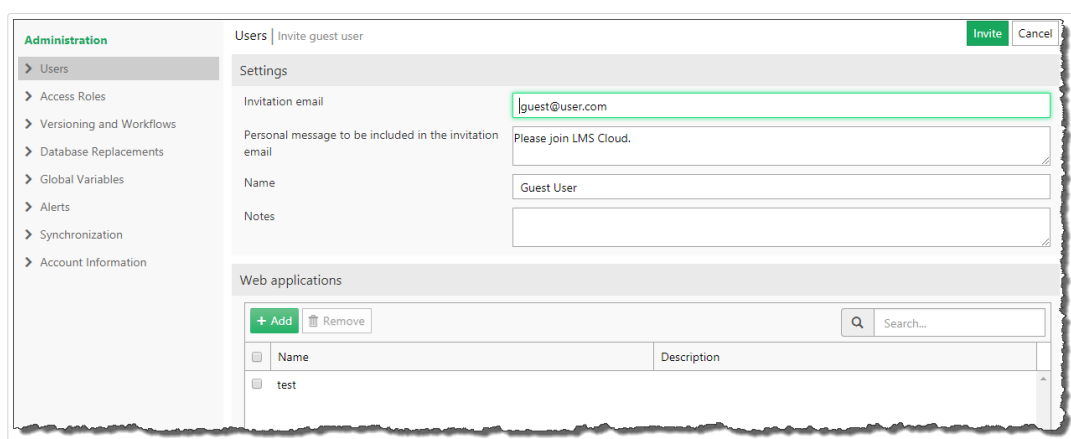 Administration
Users
Access Roles
Versioning and Workflows
Database Replacements
Global Variables
Alerts
Synchronization
Account Information
Users | Invite guest user
Invite
Cancel
Settings
Invitation email
guest@user.com
Personal message to be included in the invitation
email
Please join LMS Cloud.
Name
Guest User
Notes
Web applications
+ Add
Remove
Search...
Name
Description
test